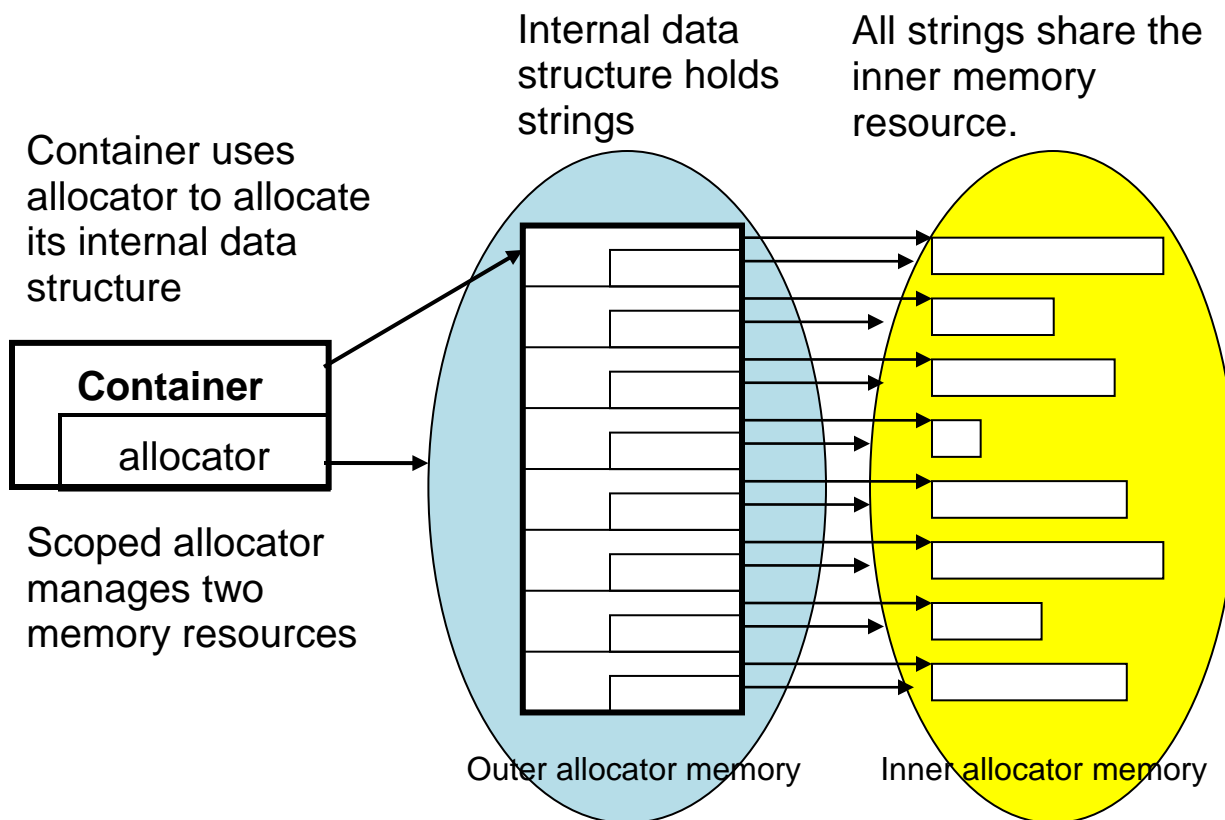 Internal data
structure holds
strings
All strings share the
inner memory
resource.
Container uses
allocator to allocate
its internal data
structure
Container
allocator
Scoped allocator
manages two
memory resources
Outer allocator memory
Inner allocator memory